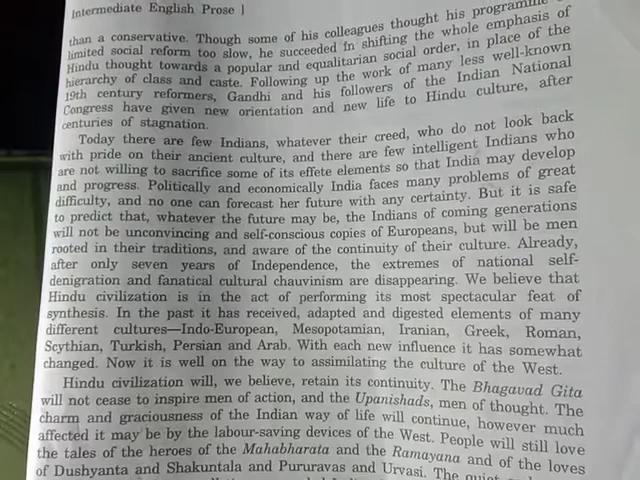 Intermediate English Prose
than a conservative. Though some of his colleagues thought his programme of
limited social reform too slow, he succeeded in shifting the whole emphasis of
Hindu thought towards a popular and equalitarian social order, in place of the
hierarchy of class and caste. Following up the work of many less well-known
19th century reformers, Gandhi and his followers of the Indian National
Congress have given new orientation and new life to Hindu culture, after
centuries of stagnation.
Today there are few Indians, whatever their creed, who do not look back
with pride on their ancient culture, and there are few intelligent Indians who
are not willing to sacrifice some of its effete elements so that India may develop
and progress. Politically and economically India faces many problems of great
difficulty, and no one can forecast her future with any certainty. But it is safe
to predict that, whatever the future may be, the Indians of coming generations
will not be unconvincing and self-conscious copies of Europeans, but will be men
rooted in their traditions, and aware of the continuity of their culture. Already,
after only seven years of Independence, the extremes of national self-
denigration and fanatical cultural chauvinism are disappearing. We believe that
Hindu civilization is in the act of performing its most spectacular feat of
synthesis. In the past it has received, adapted and digested elements of many
different cultures—Indo-European, Mesopotamian, Iranian, Greek, Roman,
Scythian, Turkish, Persian and Arab. With each new influence it has somewhat
changed. Now it is well on the way to assimilating the culture of the West.
Hindu civilization will, we believe, retain its continuity. The Bhagavad Gita
will not cease to inspire men of action, and the Upanishads, men of thought. The
charm and graciousness of the Indian way of life will continue, however much
affected it may be by the labour-saving devices of the West. People will still love
the tales of the heroes of the Mahabharata and the Ramayana and of the loves
of Dushyanta and Shakuntala and Pururavas and Urvasi. The quiet